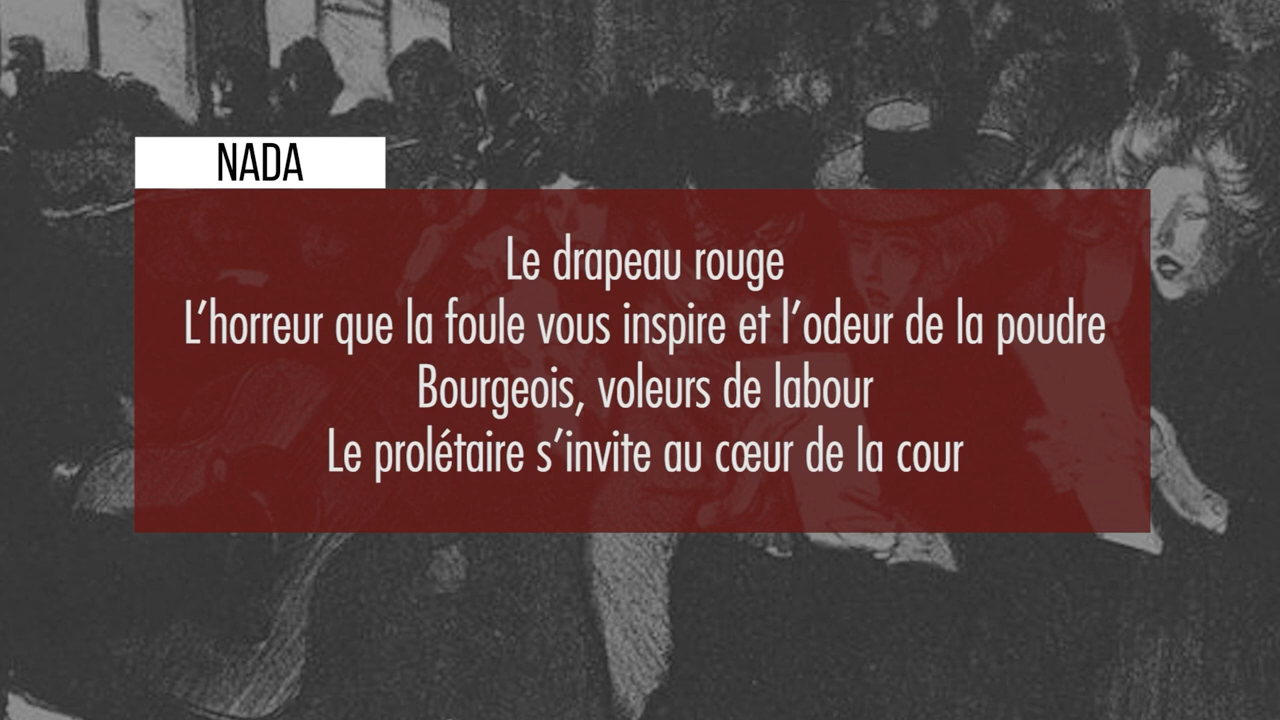 NADA
Le drapeau rouge
L’horreur que la foule vous inspire et l’odeur de la poudre
Bourgeois, voleurs de labour
Le prolétaire s’invite au cœur de la cour